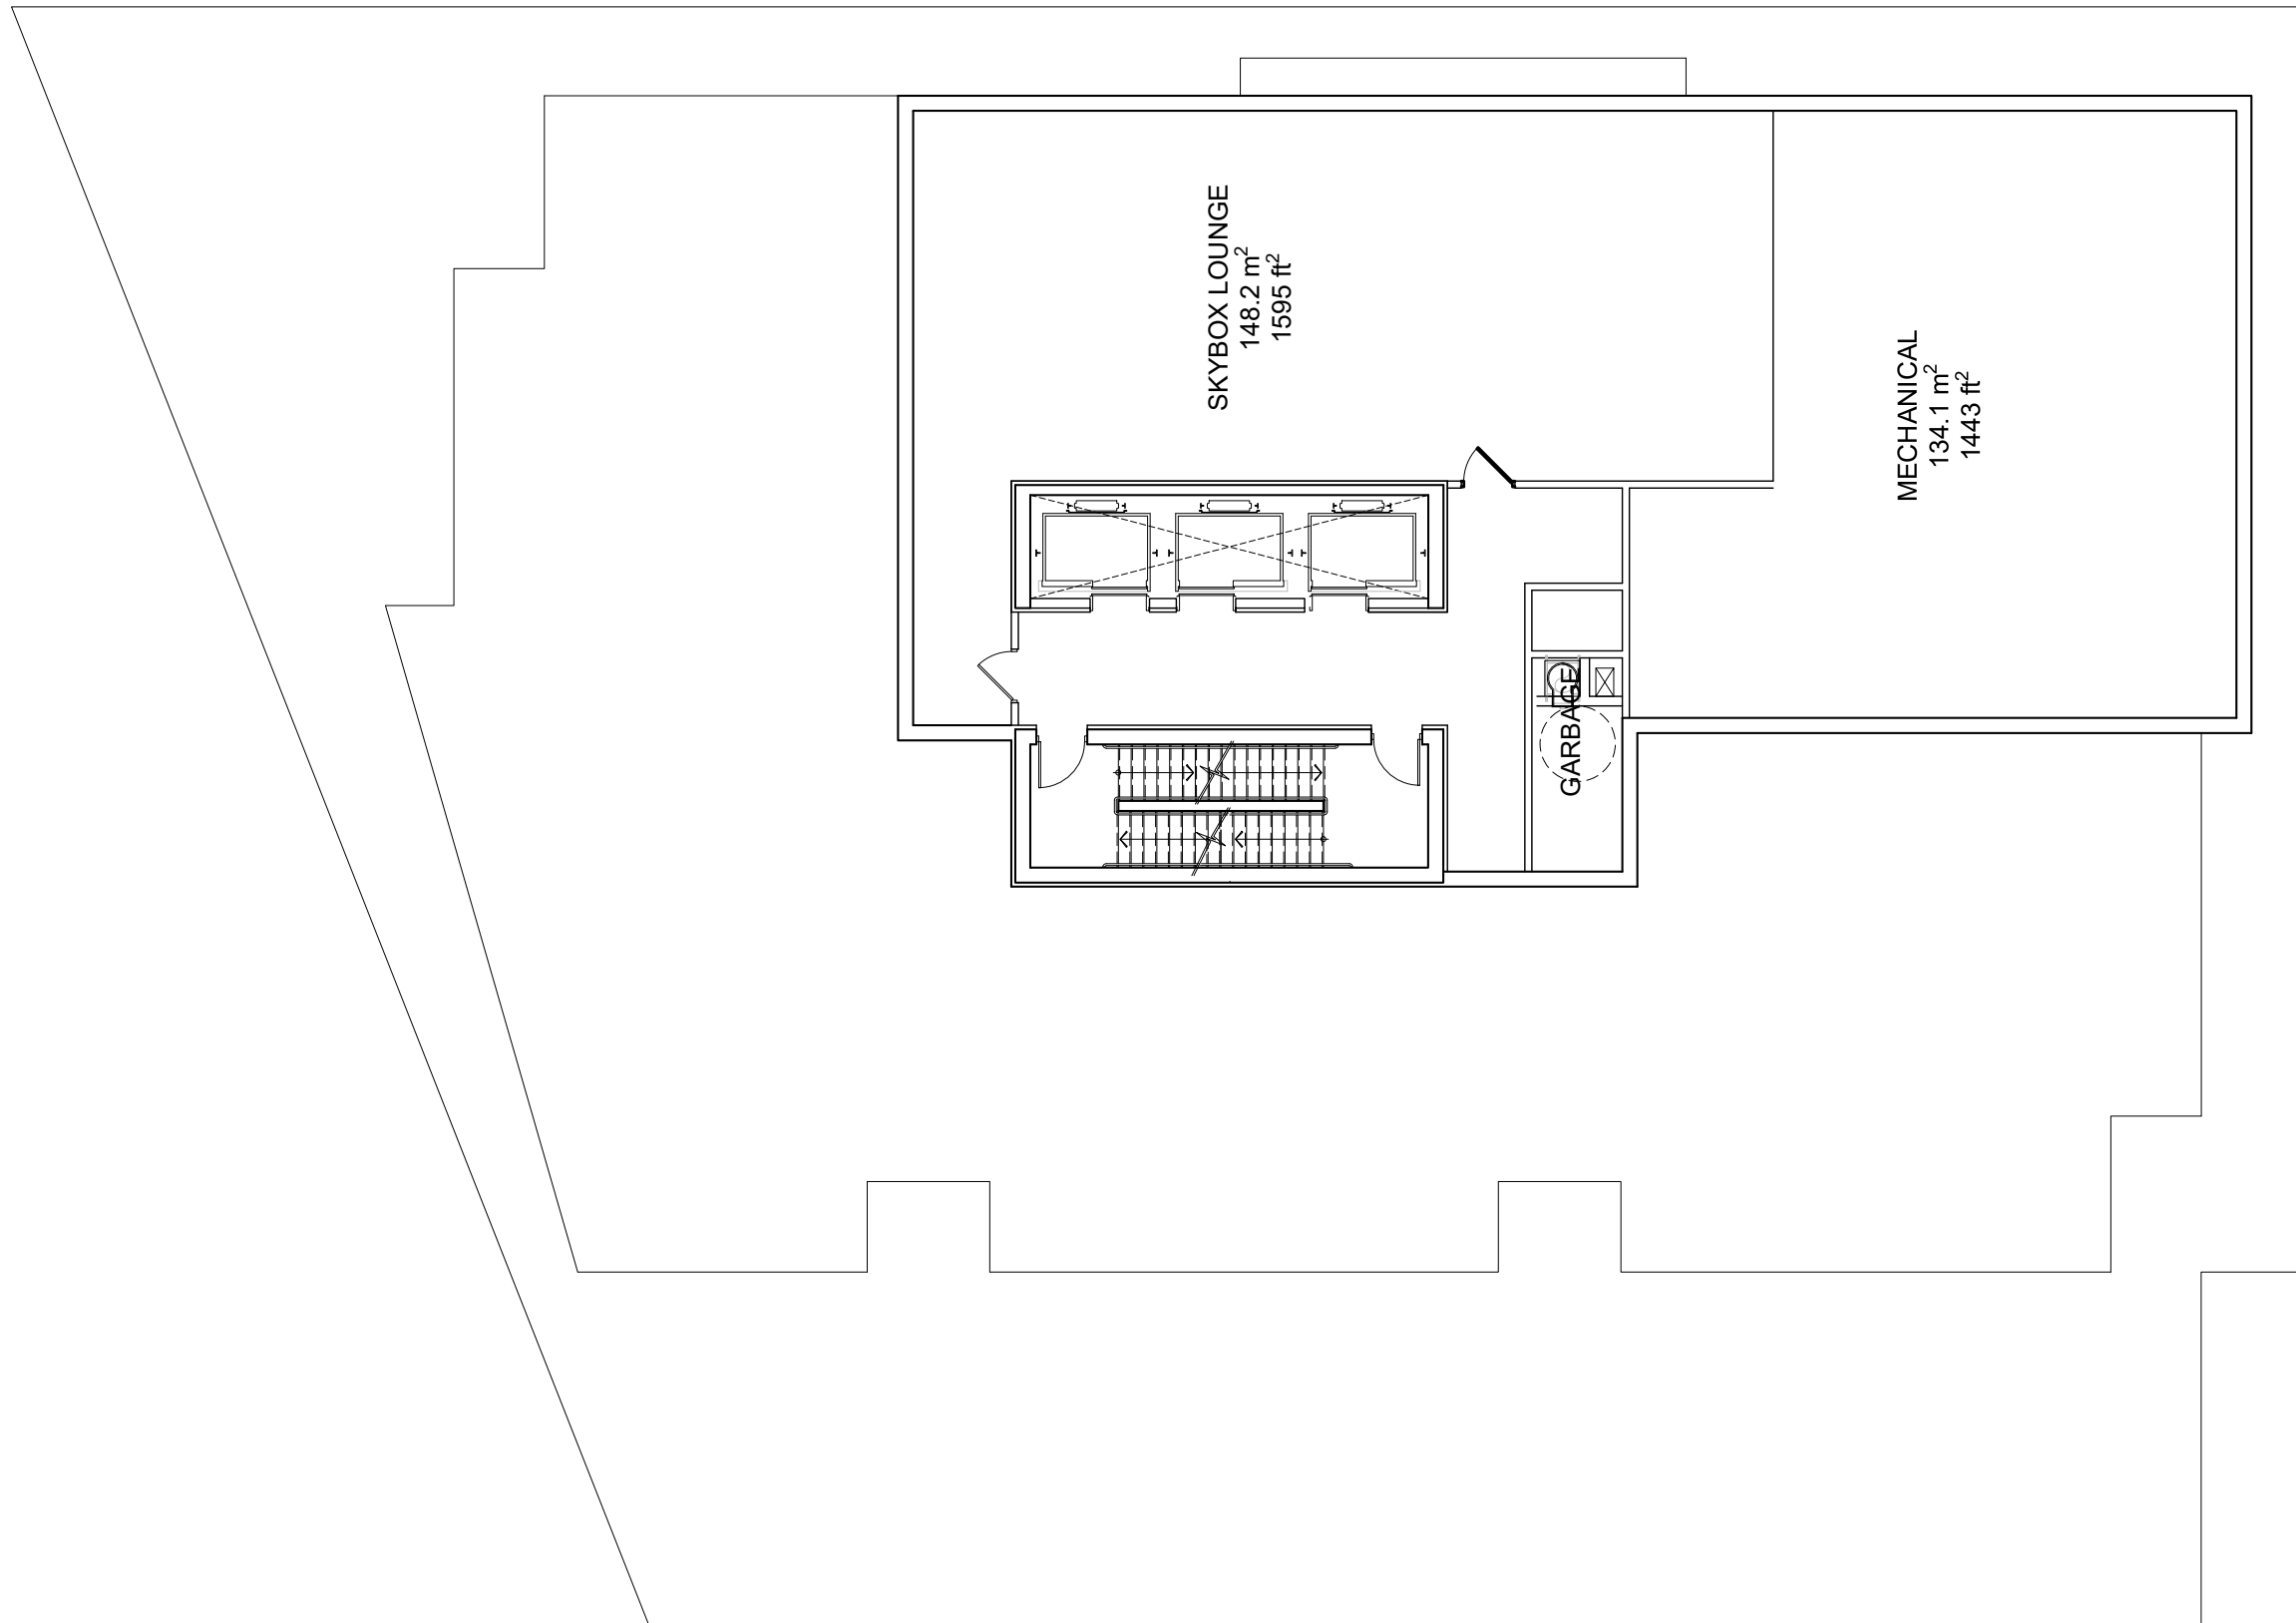 SKYBOX LOUNGE
148.2 m²
1595 ft²
MECHANICAL
134.1 m²
1443 ft²
GARBAGE